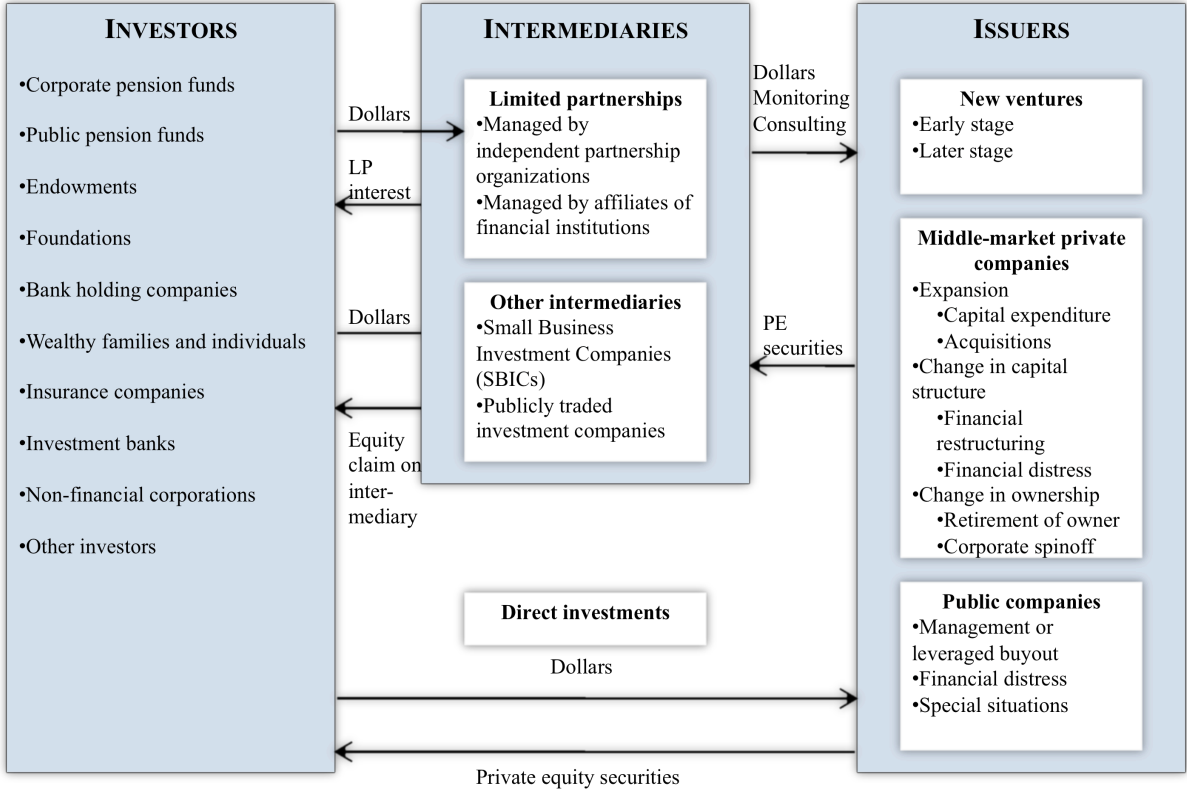 INVESTORS
•Corporate pension funds
•Public pension funds
•Endowments
•Foundations
•Bank holding companies
•Wealthy families and individuals
•Insurance companies
•Investment banks
•Non-financial corporations
•Other investors
Dollars
LP
interest
Dollars
Equity
claim on
inter-
mediary
INTERMEDIARIES
Limited partnerships
•Managed by
independent partnership
organizations
•Managed by affiliates of
financial institutions
Other intermediaries
•Small Business
Investment Companies
(SBICs)
•Publicly traded
investment companies
Direct investments
Dollars
Private equity securities
Dollars
Monitoring
Consulting
PE
securities
ISSUERS
New ventures
•Early stage
•Later stage
Middle-market private
companies
•Expansion
•Capital expenditure
•Acquisitions
•Change in capital
structure
•Financial
restructuring
•Financial distress
•Change in ownership
•Retirement of owner
•Corporate spinoff
Public companies
•Management or
leveraged buyout
•Financial distress
•Special situations